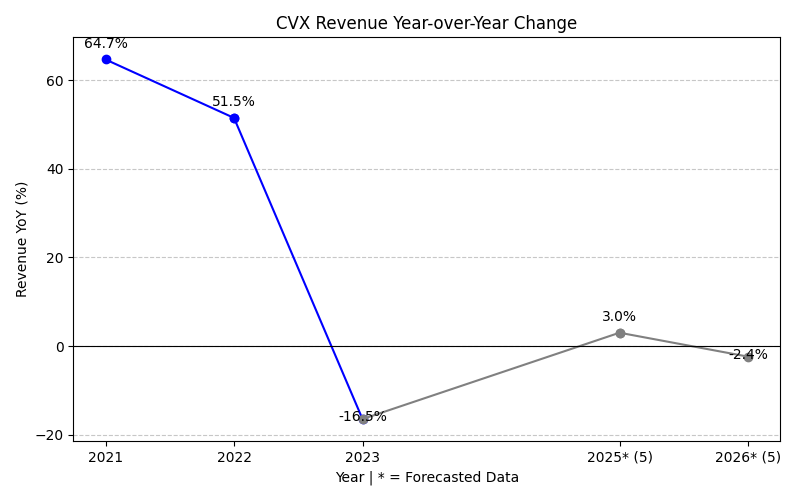 CVX Revenue Year-over-Year Change
64.7%
51.5%
-16.5%
3.0%
-2.4%
60
40
20
0
−20
Revenue YoY (%)
2021 2022 2023 2025* (5) 2026* (5)
Year | * = Forecasted Data